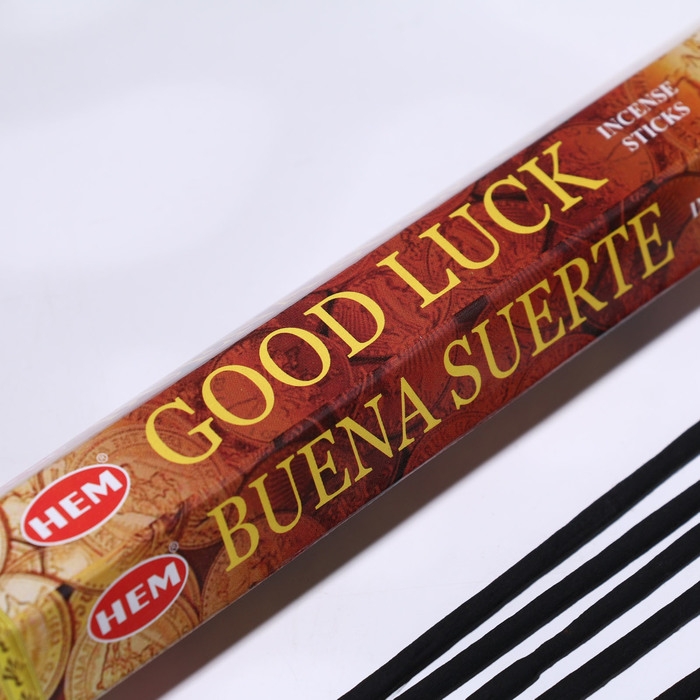 GOOD LUCK
INCENSE
STICKS
HEM
®
BUENA SUERTE
HEM
®